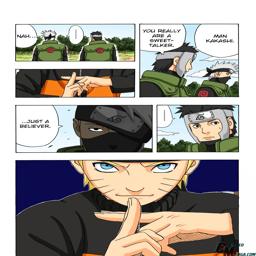 MAN
KAKASHI.
YOU REALLY
ARE A
SWEET-
TALKER.
NAH...
...JUST A
BELIEVER.